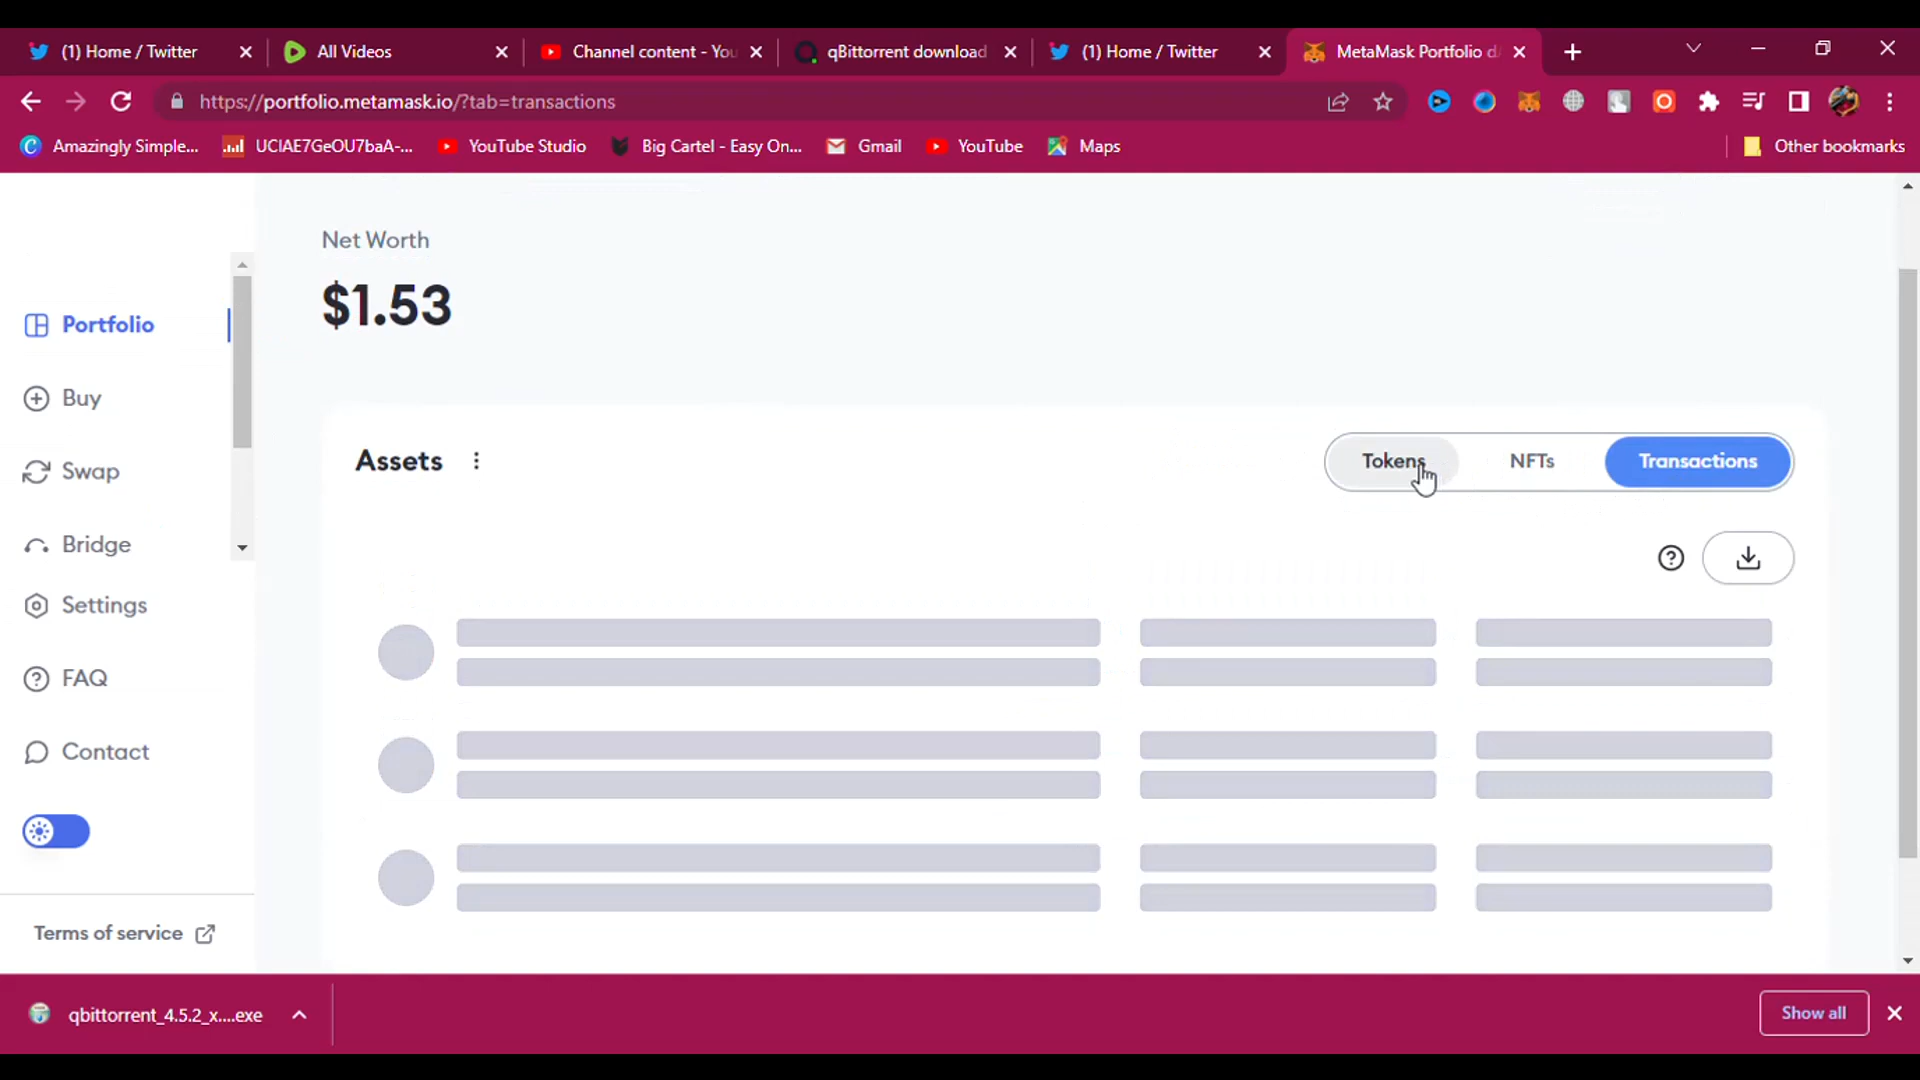 (1) Home / Twitter
All Videos
Channel content - You
qBittorrent download
(1) Home / Twitter
MetaMask Portfolio d
https://portfolio.metamask.io/?tab=transactions
Amazingly Simple...
UCIAE7GeOU7baA-...
YouTube Studio
Big Cartel - Easy On...
Gmail
YouTube
Maps
Other bookmarks
Net Worth
$1.53
Portfolio
Buy
Swap
Bridge
Settings
FAQ
Contact
Terms of service
Assets
Tokens
NFTs
Transactions
qbittorrent_4.5.2_x....exe
Show all